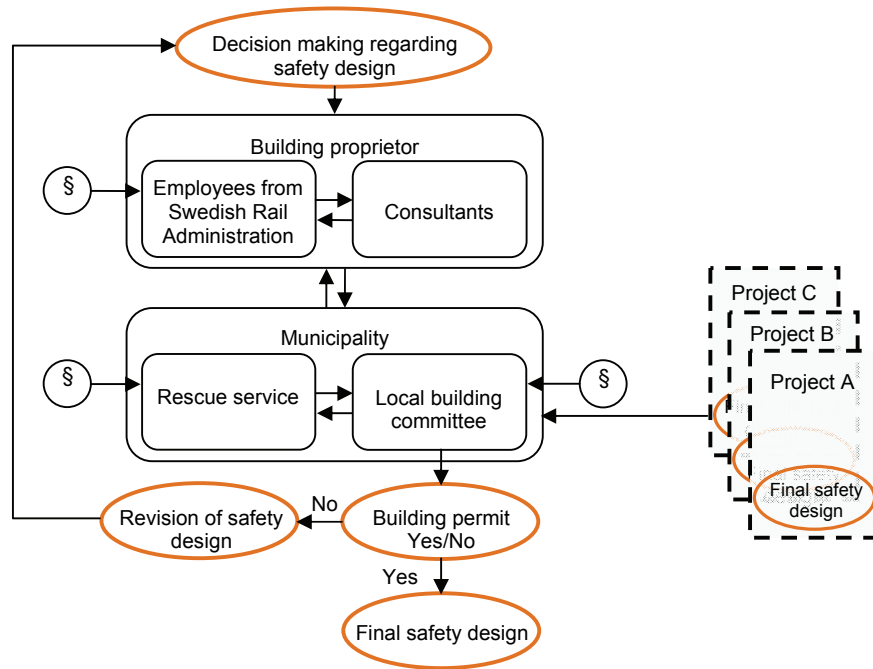 Decision making regarding
safety design
Building proprietor
§
Employees from
Swedish Rail
Administration
Consultants
Municipality
§
Rescue service
Local building
committee
§
Project C
Project B
Project A
Final safety
design
No
Revision of safety
design
Building permit
Yes/No
Yes
Final safety design